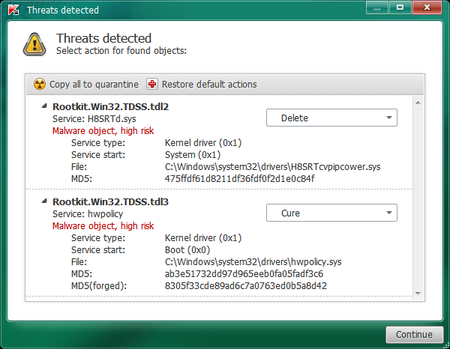 Threats detected
Threats detected
Select action for found objects:
Copy all to quarantine Restore default actions
Rootkit.Win32.TDSS.tdl2
Service: H8SRTd.sys
Delete
Malware object, high risk
Service type: Kernel driver (0x1)
Service start: System (0x1)
File: C:\Windows\system32\drivers\H8SRTcvpipcower.sys
MD5: 475ffdf61d8211df36fdf0f2d1e0c84f
Rootkit.Win32.TDSS.tdl3
Service: hwpolicy
Cure
Malware object, high risk
Service type: Kernel driver (0x1)
Service start: Boot (0x0)
File: C:\Windows\system32\drivers\hwpolicy.sys
MD5: ab3e51732dd97d965eeb0fa05fadf3c6
MD5(forged): 8305f33cde89ad6c7a0763ed0b5a8d42
Continue